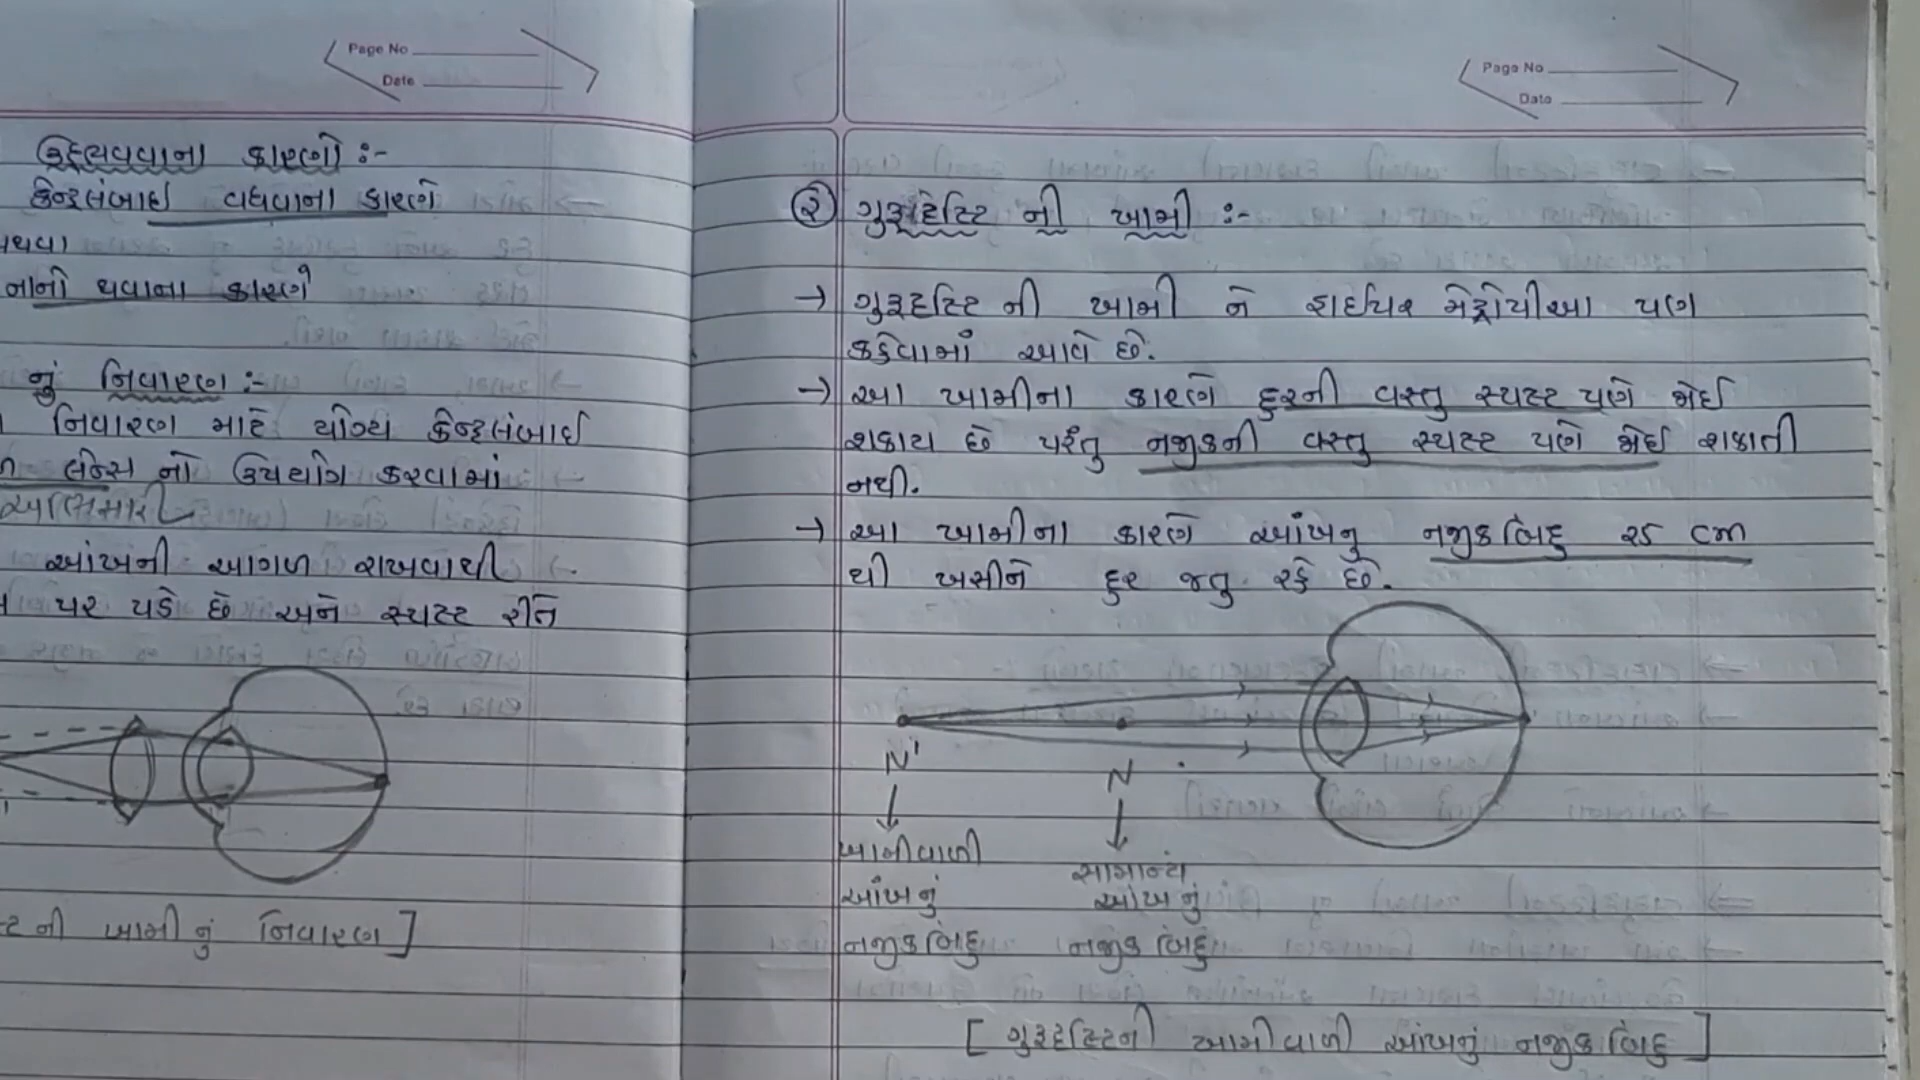 Page No
Date
ઉદ્દભવવાના કારણો :-
કેન્દ્રલંબાઈ વધવાના કારણે
થવા
નાનો થવાના કારણે
નું નિવારણ :-
નિવારણ માટે યોગ્ય કેન્દ્રલંબાઈ
લેન્સ નો ઉપયોગ કરવામાં
આંખની આગળ રાખવાથી
પર પડે છે અને સ્પષ્ટ રીતે
ની ખામી નું નિવારણ ]
Page No
Date
૨ ગુરૂદ્રષ્ટિ ની ખામી :-
→ ગુરૂદ્રષ્ટિ ની ખામી ને હાઈપર મેટ્રોપીઆ પણ
કહેવામાં આવે છે.
→ આ ખામીના કારણે દુરની વસ્તુ સ્પષ્ટ પણે જોઈ
શકાય છે પરંતુ નજીકની વસ્તુ સ્પષ્ટ પણે જોઈ શકાતી
નથી.
→ આ ખામીના કારણે આંખનુ નજીકબિંદુ ૨૫ cm
થી ખસીને દુર જતુ રહે છે.
N'
N
ખામીવાળી
આંખનું
નજીકબિંદુ
સામાન્ય
આંખનું
નજીકબિંદુ
[ ગુરૂદ્રષ્ટિની ખામીવાળી આંખનું નજીકબિંદુ ]